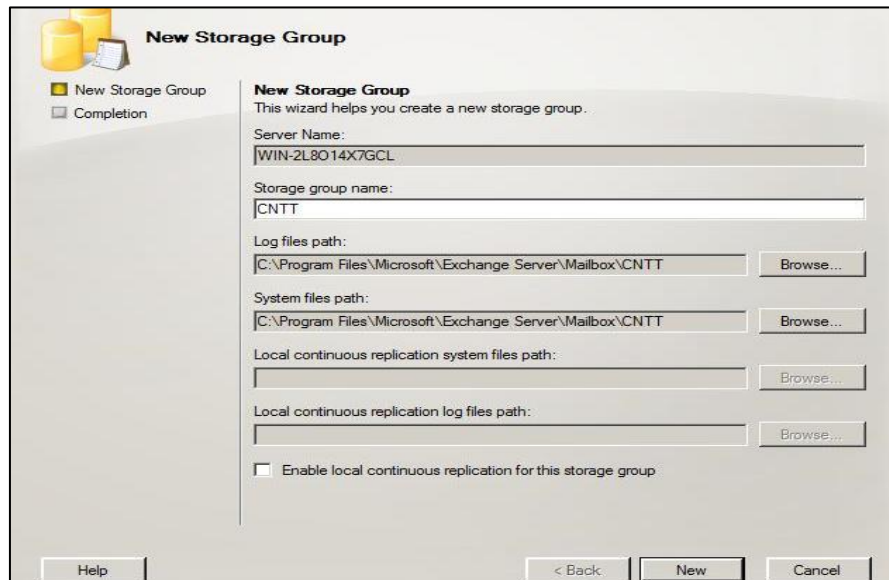 New Storage Group
New Storage Group
Completion
New Storage Group
This wizard helps you create a new storage group.
Server Name:
WIN-2L8O14X7GCL
Storage group name:
CNTT
Log files path:
C:\Program Files\Microsoft\Exchange Server\Mailbox\CNTT
Browse...
System files path:
C:\Program Files\Microsoft\Exchange Server\Mailbox\CNTT
Browse...
Local continuous replication system files path:
Browse...
Local continuous replication log files path:
Browse...
Enable local continuous replication for this storage group
Help
< Back
New
Cancel